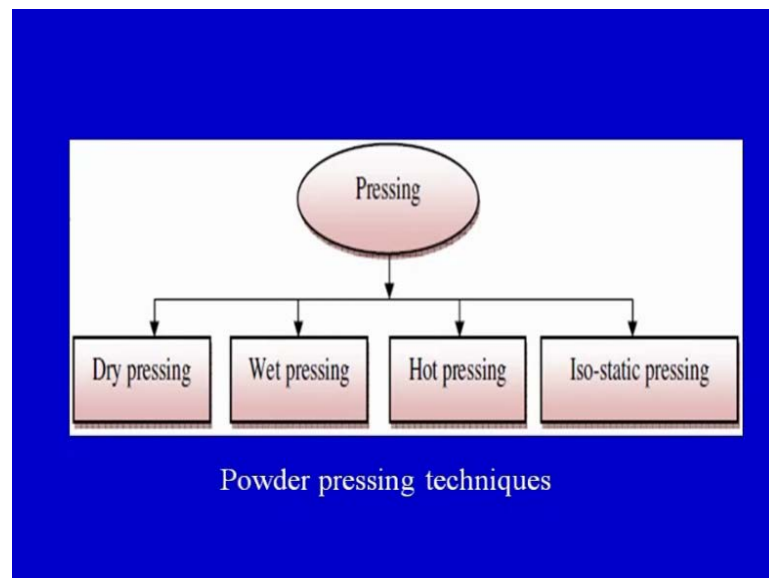 Pressing
Dry pressing
Wet pressing
Hot pressing
Iso-static pressing
Powder pressing techniques